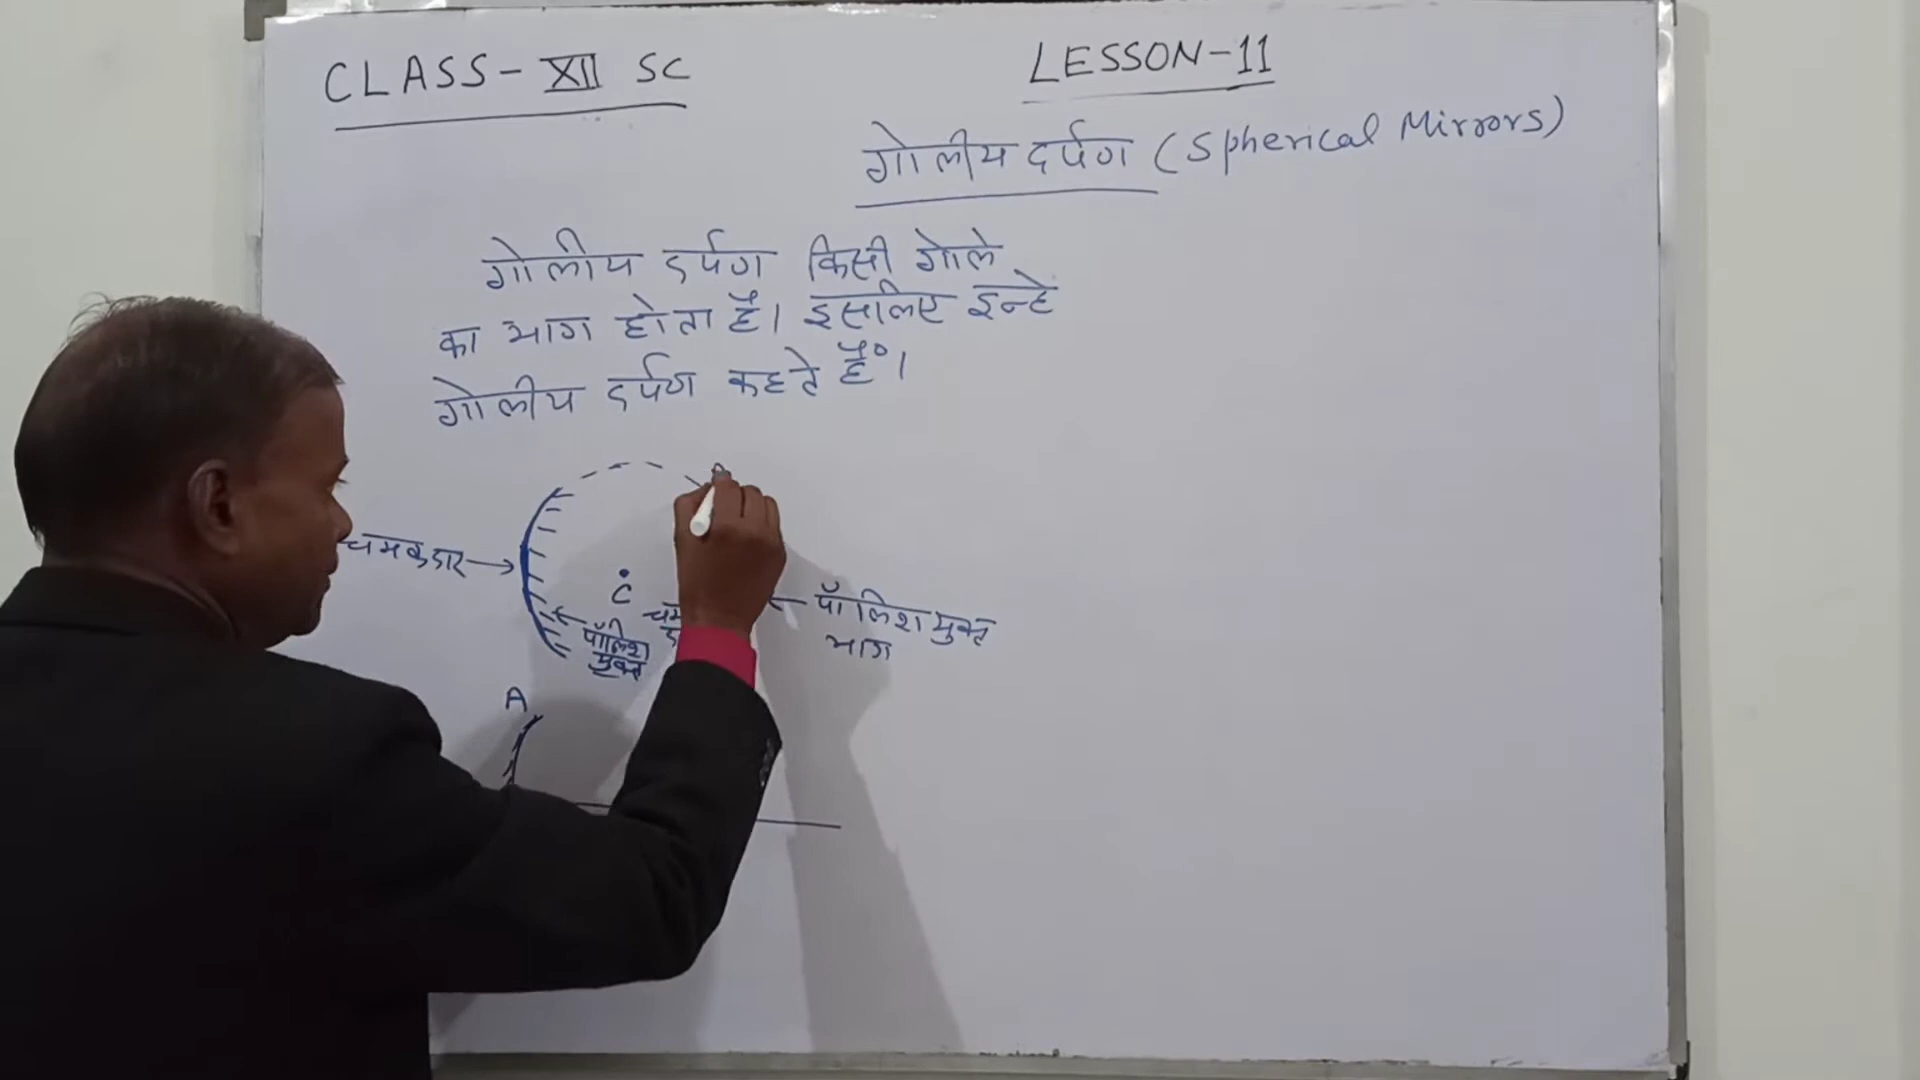 CLASS - XII SC
LESSON-11
गोलीय दर्पण (Spherical Mirrors)
गोलीय दर्पण किसी गोले
का भाग होता है। इसलिए इन्हे
गोलीय दर्पण कहते हैं।
चमकदार
C
पॉलिश
युक्त
पॉलिश युक्त
भाग
A